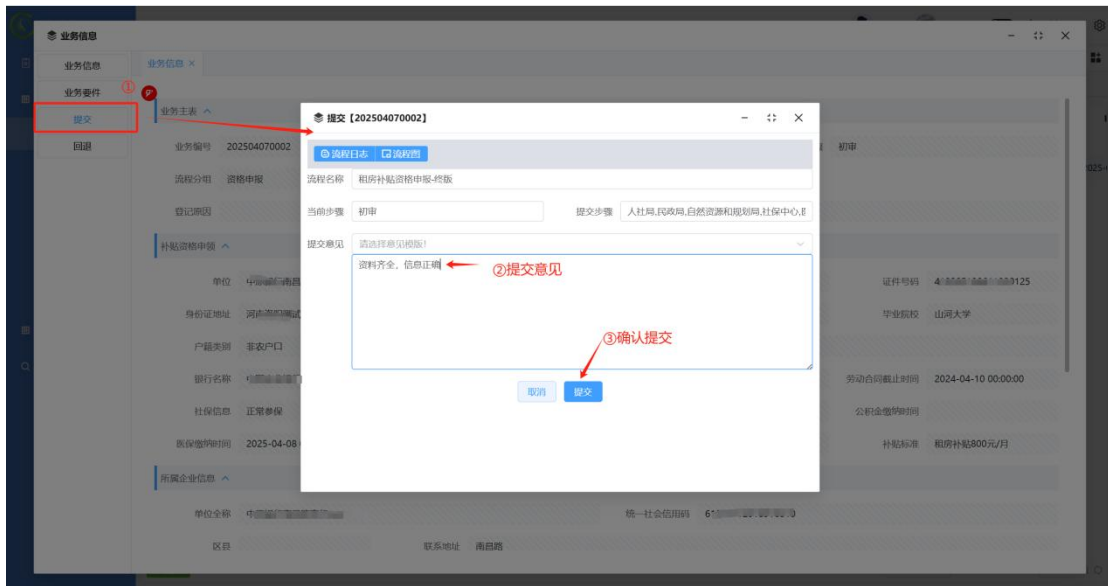 业务信息
业务信息
业务信息 ×
业务要件
①
提交
回退
业务主表
业务编号 202504070002
初审
流程分组 资格申报
登记原因
补贴资格申领
单位
证件号码
125
身份证地址
毕业院校 山河大学
户籍类别 非农户口
银行名称
劳动合同截止时间 2024-04-10 00:00:00
社保信息 正常参保
公积金缴纳时间
医保缴纳时间 2025-04-08
补贴标准 租房补贴800元/月
所属企业信息
单位全称
统一社会信用码
区县
联系地址 南昌路
提交【202504070002】
流程日志 流程图
流程名称 租房补贴资格申报-终版
当前步骤 初审
提交步骤 人社局,民政局,自然资源和规划局,社保中心,
提交意见 请选择意见模版!
资料齐全，信息正确
②提交意见
③确认提交
取消 提交